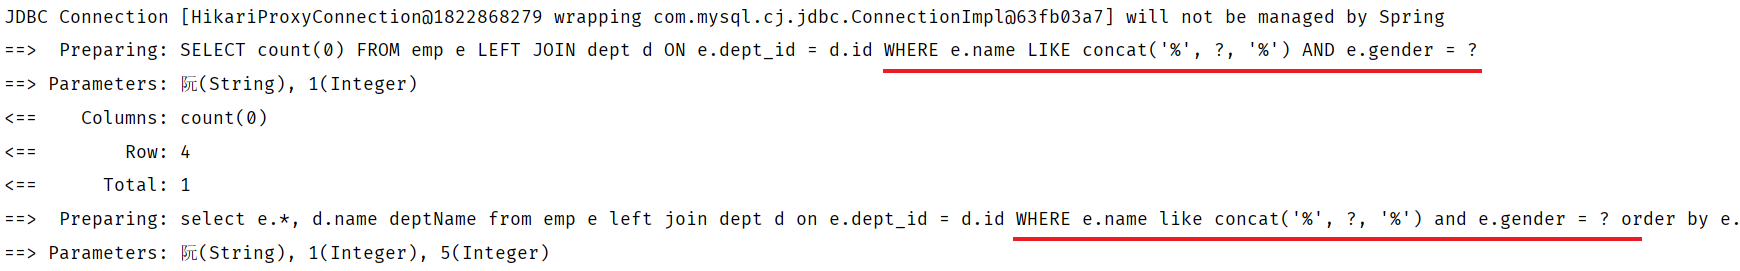 JDBC Connection [HikariProxyConnection@1822868279 wrapping com.mysql.cj.jdbc.ConnectionImpl@63fb03a7] will not be managed by Spring
==>  Preparing: SELECT count(0) FROM emp e LEFT JOIN dept d ON e.dept_id = d.id WHERE e.name LIKE concat('%', ?, '%') AND e.gender = ?
==> Parameters: 阮(String), 1(Integer)
<==    Columns: count(0)
<==        Row: 4
<==      Total: 1
==>  Preparing: select e.*, d.name deptName from emp e left join dept d on e.dept_id = d.id WHERE e.name like concat('%', ?, '%') and e.gender = ? order by e.
==> Parameters: 阮(String), 1(Integer), 5(Integer)